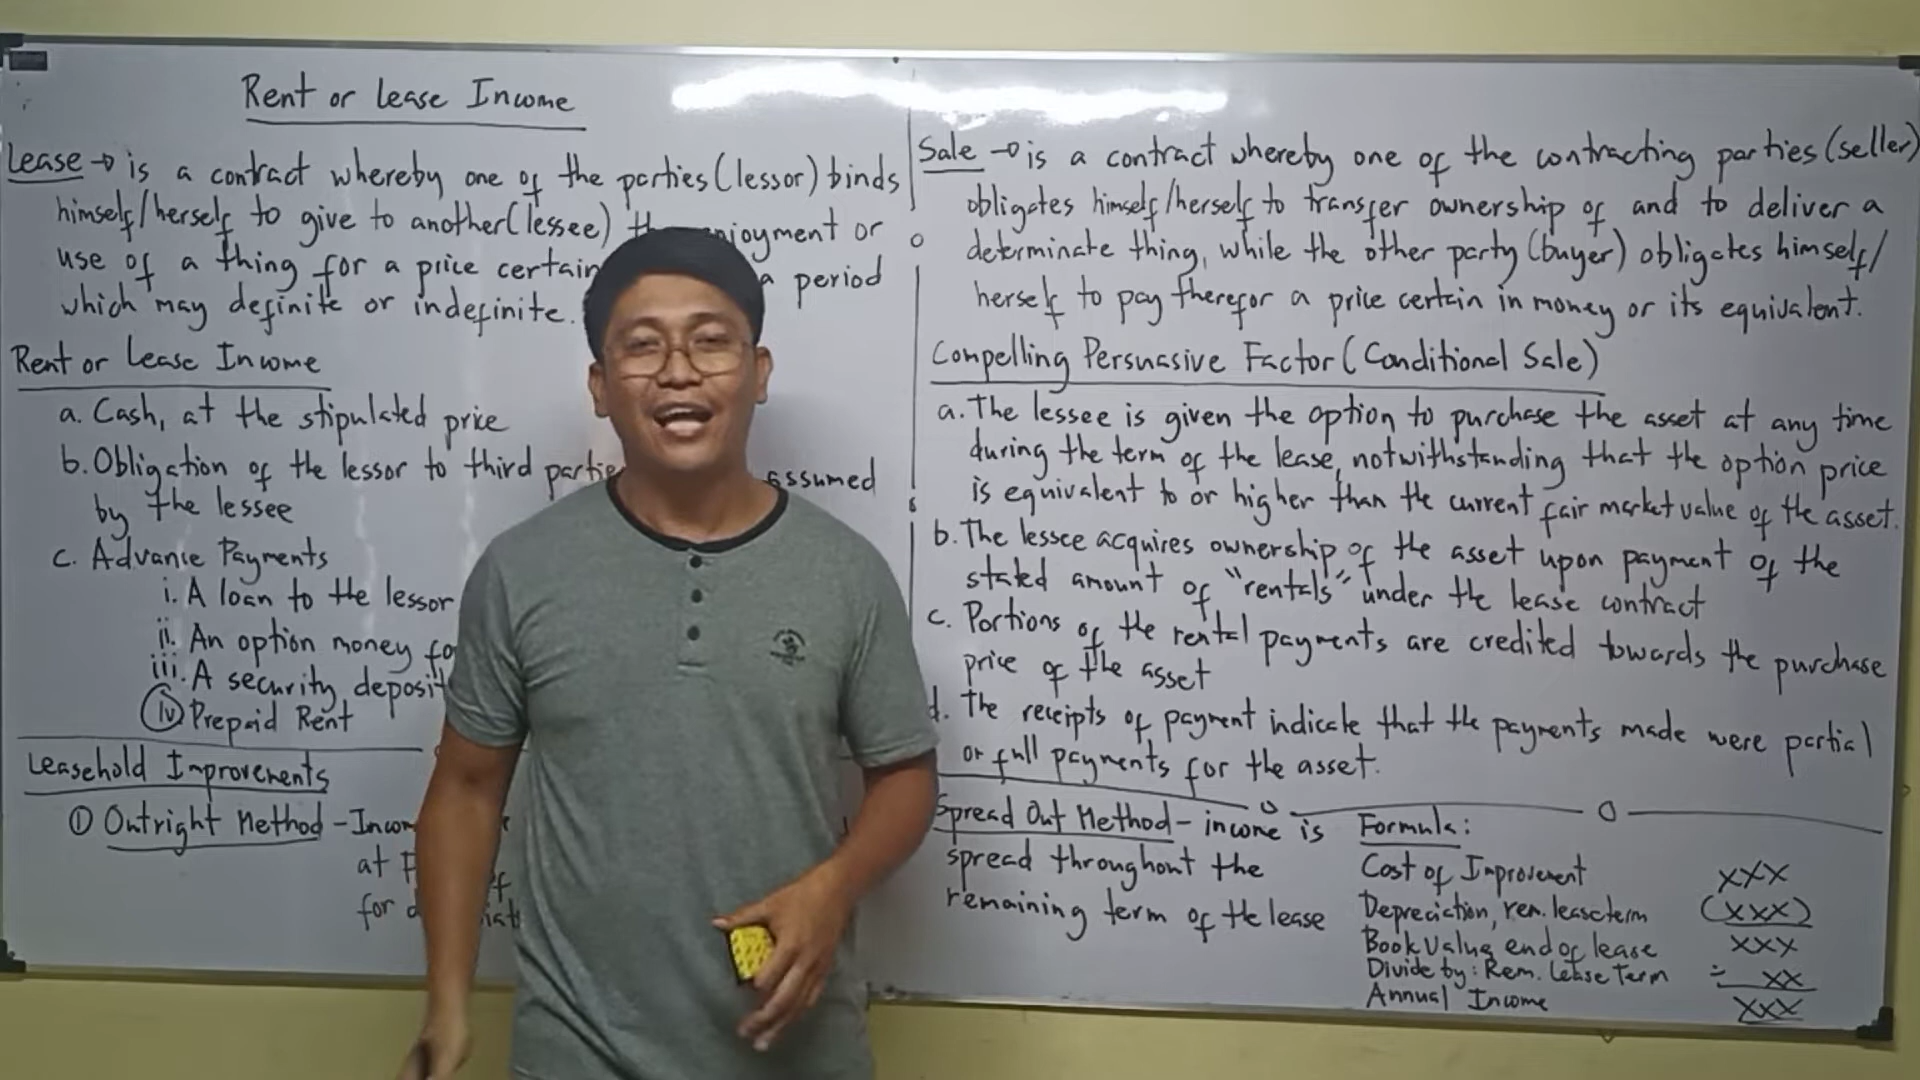 Rent or Lease Income
Lease → is a contract whereby one of the parties (lessor) binds
himself/herself to give to another (lessee) enjoyment or
use of a thing for a price certain a period
which may definite or indefinite.
Rent or Lease Income
a. Cash, at the stipulated price
b. Obligation of the lessor to third assumed
by the lessee
c. Advance Payments
i. A loan to the lessor
ii. An option money
iii. A security deposit
iv Prepaid Rent
Leasehold Improvements
① Outright Method -
at
for
Sale → is a contract whereby one of the contracting parties (seller)
obligates himself/herself to transfer ownership of and to deliver a
determinate thing, while the other party (buyer) obligates himself/
herself to pay therefor a price certain in money or its equivalent.
Compelling Persuasive Factor (Conditional Sale)
a. The lessee is given the option to purchase the asset at any time
during the term of the lease, notwithstanding that the option price
is equivalent to or higher than the current fair market value of the asset.
b. The lessee acquires ownership of the asset upon payment of the
stated amount of "rentals" under the lease contract
c. Portions of the rental payments are credited towards the purchase
price of the asset
d. The receipts of payment indicate that the payments made were partial
or full payments for the asset.
Spread Out Method - income is
spread throughout the
remaining term of the lease
Formula:
Cost of Improvement xxx
Depreciation, rem. lease term (xxx)
Book Value, end of lease xxx
Divide by: Rem. Lease Term ÷ xx
Annual Income xxx